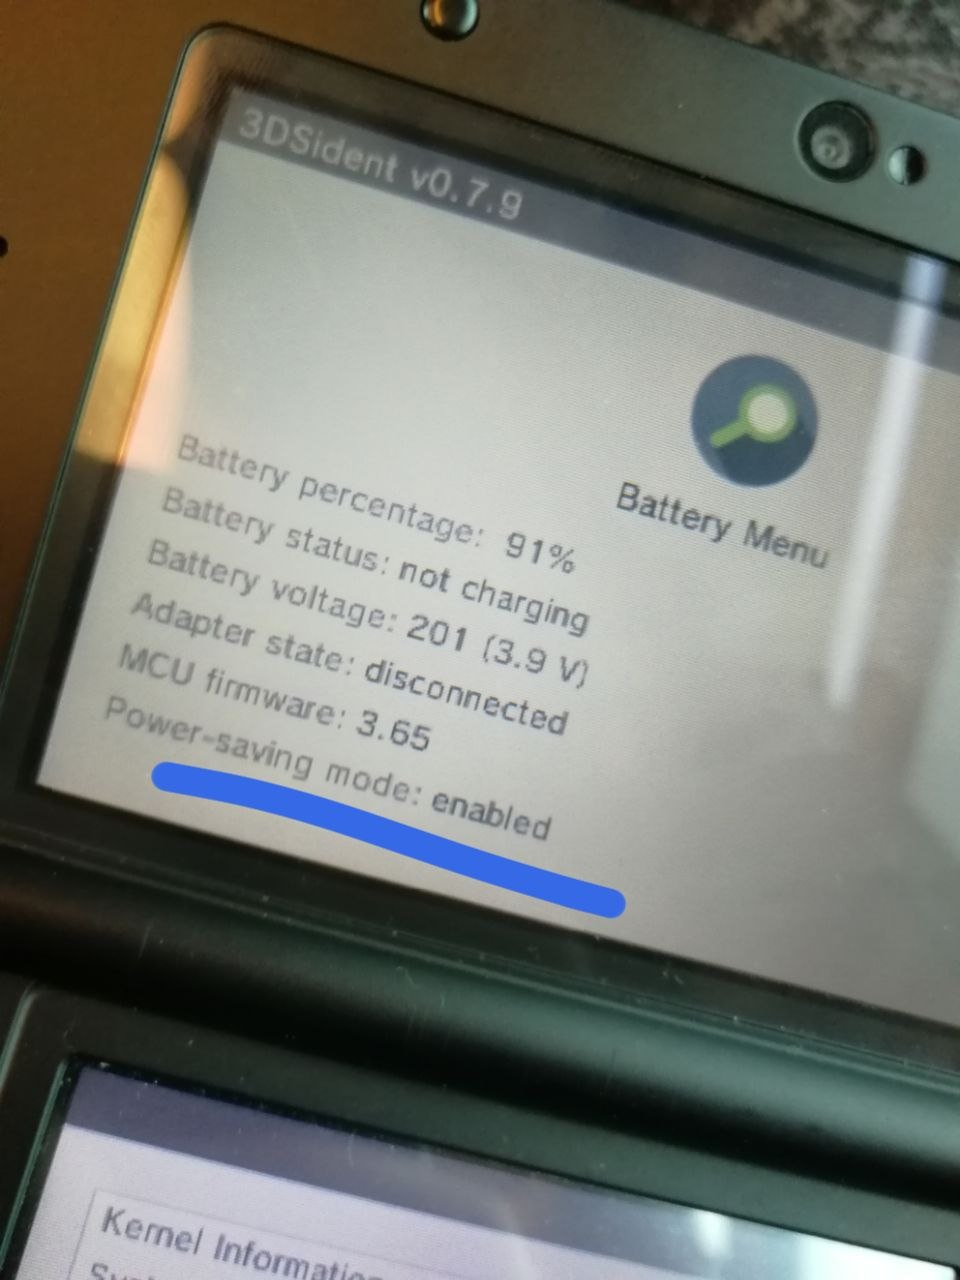 3DSident v0.7.9
Battery Menu
Battery percentage: 91%
Battery status: not charging
Battery voltage: 201 (3.9 V)
Adapter state: disconnected
MCU firmware: 3.65
Power-saving mode: enabled
Kernel Information